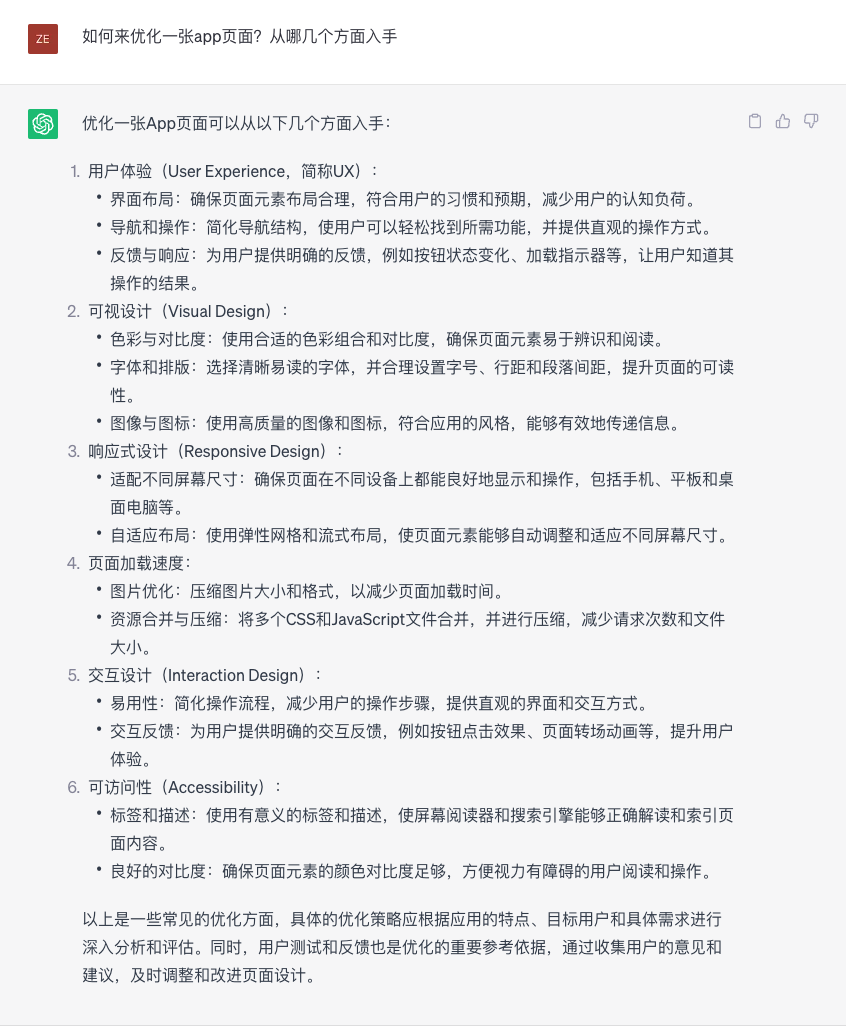 ZE
如何来优化一张app页面？从哪几个方面入手
优化一张App页面可以从以下几个方面入手：
1. 用户体验（User Experience，简称UX）：
• 界面布局：确保页面元素布局合理，符合用户的习惯和预期，减少用户的认知负荷。
• 导航和操作：简化导航结构，使用户可以轻松找到所需功能，并提供直观的操作方式。
• 反馈与响应：为用户提供明确的反馈，例如按钮状态变化、加载指示器等，让用户知道其
操作的结果。
2. 可视设计（Visual Design）：
• 色彩与对比度：使用合适的色彩组合和对比度，确保页面元素易于辨识和阅读。
• 字体和排版：选择清晰易读的字体，并合理设置字号、行距和段落间距，提升页面的可读
性。
• 图像与图标：使用高质量的图像和图标，符合应用的风格，能够有效地传递信息。
3. 响应式设计（Responsive Design）：
• 适配不同屏幕尺寸：确保页面在不同设备上都能良好地显示和操作，包括手机、平板和桌
面电脑等。
• 自适应布局：使用弹性网格和流式布局，使页面元素能够自动调整和适应不同屏幕尺寸。
4. 页面加载速度：
• 图片优化：压缩图片大小和格式，以减少页面加载时间。
• 资源合并与压缩：将多个CSS和JavaScript文件合并，并进行压缩，减少请求次数和文件
大小。
5. 交互设计（Interaction Design）：
• 易用性：简化操作流程，减少用户的操作步骤，提供直观的界面和交互方式。
• 交互反馈：为用户提供明确的交互反馈，例如按钮点击效果、页面转场动画等，提升用户
体验。
6. 可访问性（Accessibility）：
• 标签和描述：使用有意义的标签和描述，使屏幕阅读器和搜索引擎能够正确解读和索引页
面内容。
• 良好的对比度：确保页面元素的颜色对比度足够，方便视力有障碍的用户阅读和操作。
以上是一些常见的优化方面，具体的优化策略应根据应用的特点、目标用户和具体需求进行
深入分析和评估。同时，用户测试和反馈也是优化的重要参考依据，通过收集用户的意见和
建议，及时调整和改进页面设计。